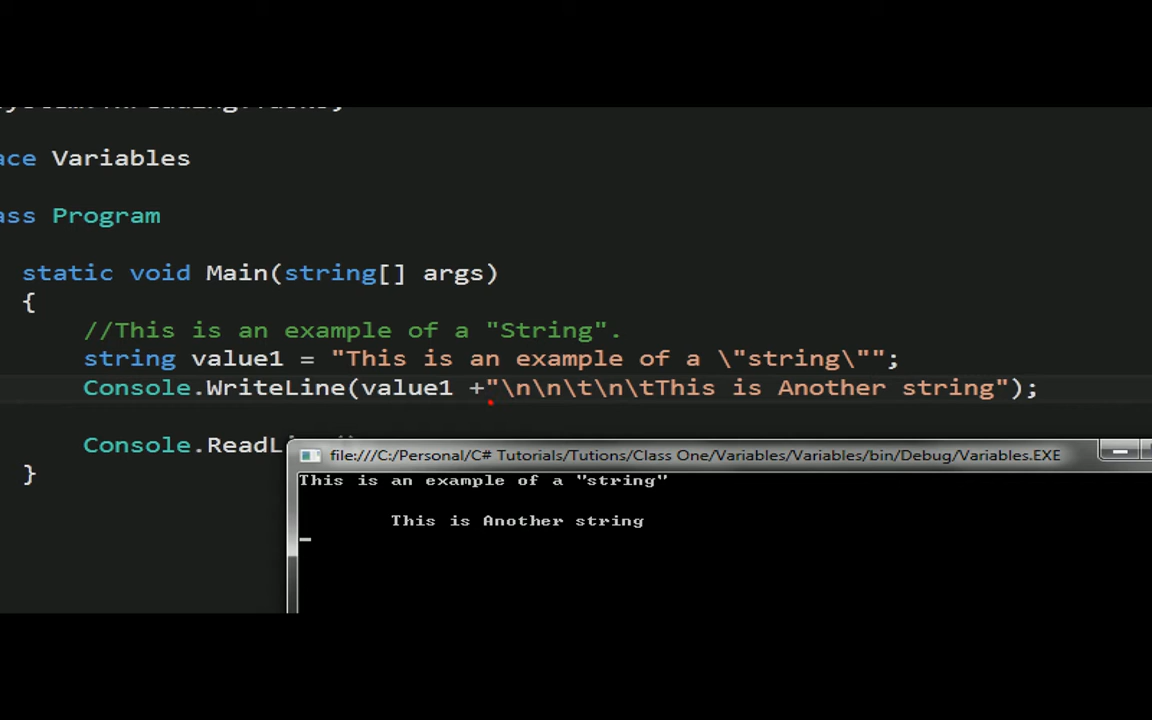 ace Variables
ass Program
static void Main(string[] args)
{
//This is an example of a "String".
string value1 = "This is an example of a \"string\"";
Console.WriteLine(value1 +"\n\n\t\n\tThis is Another string");
Console.ReadL
}
file:///C:/Personal/C# Tutorials/Tutions/Class One/Variables/Variables/bin/Debug/Variables.EXE
This is an example of a "string"
This is Another string